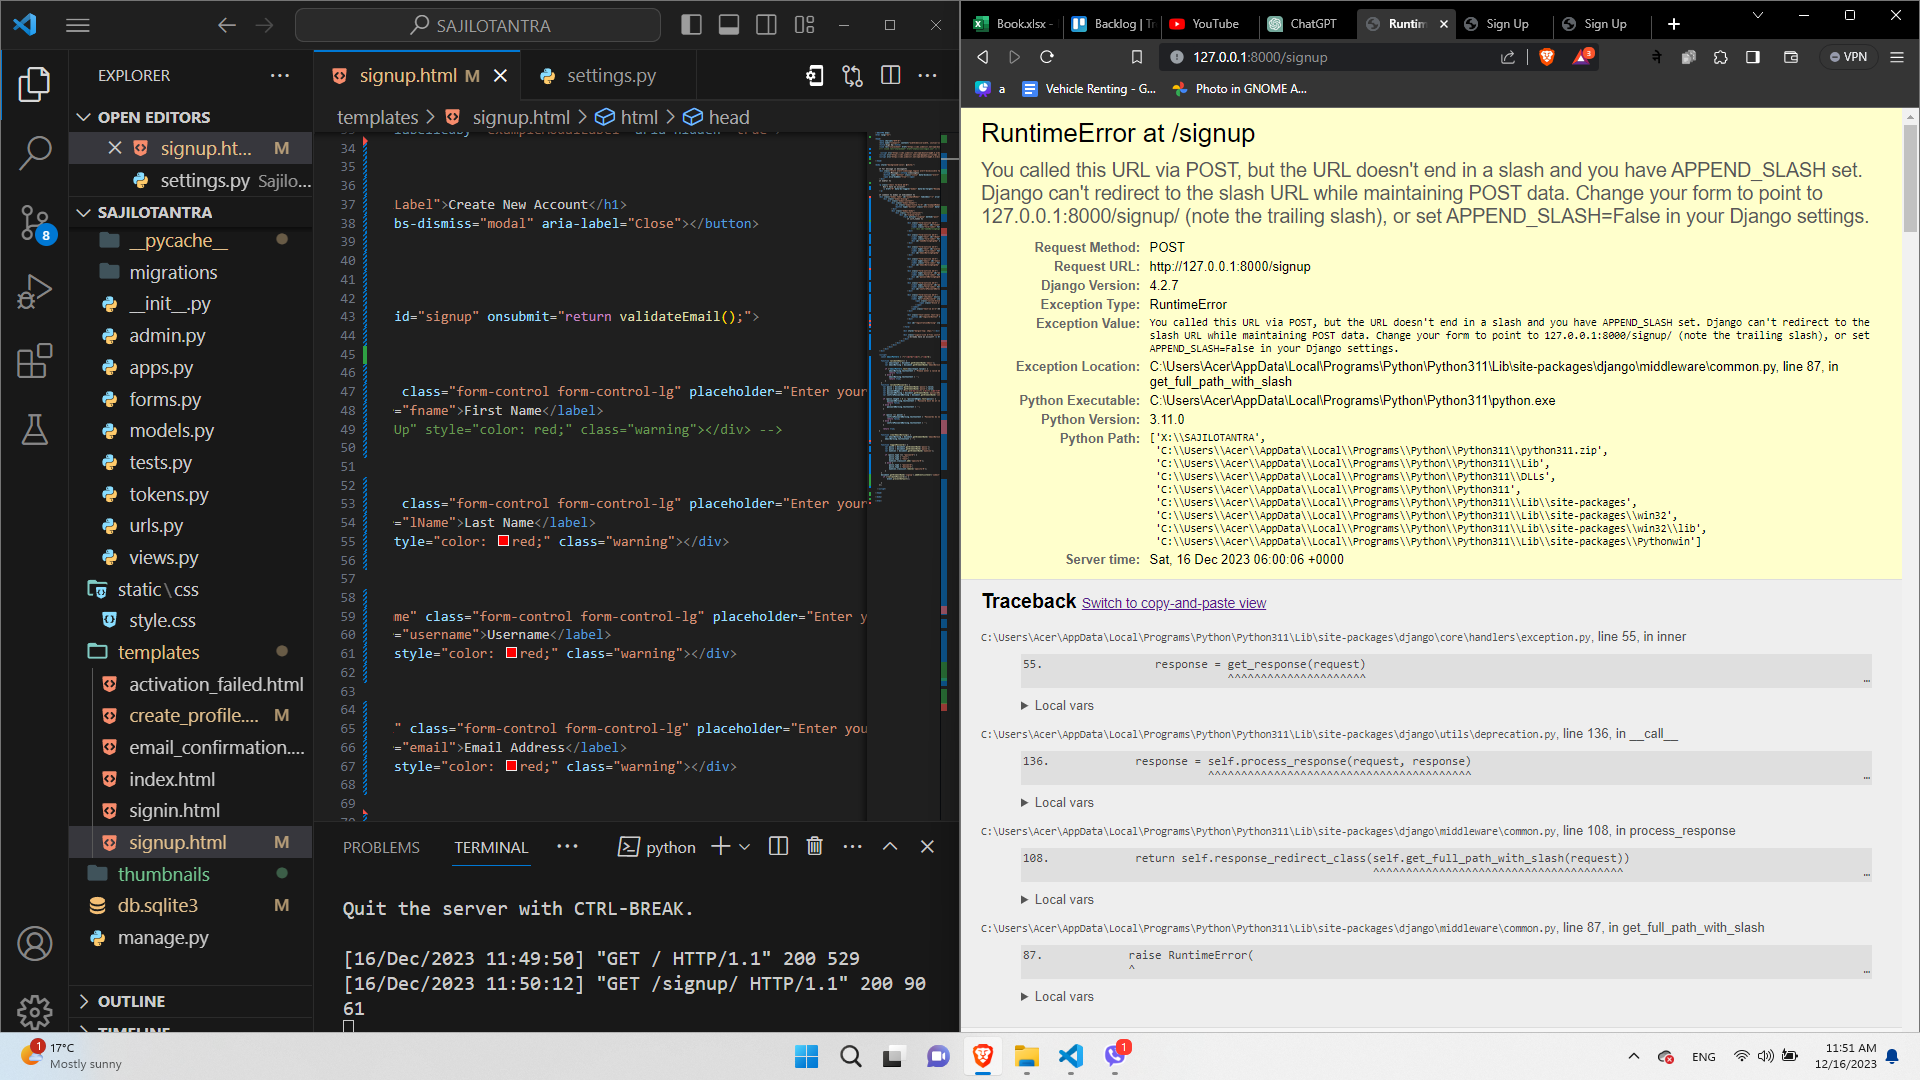 SAJILOTANTRA
EXPLORER
OPEN EDITORS
signup.ht... M
settings.py Sajilo...
SAJILOTANTRA
__pycache__
migrations
__init__.py
admin.py
apps.py
forms.py
models.py
tests.py
tokens.py
urls.py
views.py
static\css
style.css
templates
activation_failed.html
create_profile.... M
email_confirmation....
index.html
signin.html
signup.html M
thumbnails
db.sqlite3 M
manage.py
OUTLINE
TIMELINE
8
signup.html M
settings.py
templates > signup.html > html > head
34
35
36
37 Label">Create New Account</h1>
38 bs-dismiss="modal" aria-label="Close"></button>
39
40
41
42
43 id="signup" onsubmit="return validateEmail();">
44
45
46
47 class="form-control form-control-lg" placeholder="Enter your
48 ="fname">First Name</label>
49 Up" style="color: red;" class="warning"></div> -->
50
51
52
53 class="form-control form-control-lg" placeholder="Enter your
54 ="lName">Last Name</label>
55 tyle="color: red;" class="warning"></div>
56
57
58
59 me" class="form-control form-control-lg" placeholder="Enter y
60 ="username">Username</label>
61 style="color: red;" class="warning"></div>
62
63
64
65 " class="form-control form-control-lg" placeholder="Enter you
66 ="email">Email Address</label>
67 style="color: red;" class="warning"></div>
68
69
PROBLEMS TERMINAL python
Quit the server with CTRL-BREAK.
[16/Dec/2023 11:49:50] "GET / HTTP/1.1" 200 529
[16/Dec/2023 11:50:12] "GET /signup/ HTTP/1.1" 200 90
61
Book.xlsx - Backlog | Tr YouTube ChatGPT Runtim Sign Up Sign Up
127.0.0.1:8000/signup 3 VPN
a Vehicle Renting - G... Photo in GNOME A...
RuntimeError at /signup
You called this URL via POST, but the URL doesn't end in a slash and you have APPEND_SLASH set.
Django can't redirect to the slash URL while maintaining POST data. Change your form to point to
127.0.0.1:8000/signup/ (note the trailing slash), or set APPEND_SLASH=False in your Django settings.
Request Method: POST
Request URL: http://127.0.0.1:8000/signup
Django Version: 4.2.7
Exception Type: RuntimeError
Exception Value: You called this URL via POST, but the URL doesn't end in a slash and you have APPEND_SLASH set. Django can't redirect to the
slash URL while maintaining POST data. Change your form to point to 127.0.0.1:8000/signup/ (note the trailing slash), or set
APPEND_SLASH=False in your Django settings.
Exception Location: C:\Users\Acer\AppData\Local\Programs\Python\Python311\Lib\site-packages\django\middleware\common.py, line 87, in
get_full_path_with_slash
Python Executable: C:\Users\Acer\AppData\Local\Programs\Python\Python311\python.exe
Python Version: 3.11.0
Python Path: ['X:\\SAJILOTANTRA',
'C:\\Users\\Acer\\AppData\\Local\\Programs\\Python\\Python311\\python311.zip',
'C:\\Users\\Acer\\AppData\\Local\\Programs\\Python\\Python311\\Lib',
'C:\\Users\\Acer\\AppData\\Local\\Programs\\Python\\Python311\\DLLs',
'C:\\Users\\Acer\\AppData\\Local\\Programs\\Python\\Python311',
'C:\\Users\\Acer\\AppData\\Local\\Programs\\Python\\Python311\\Lib\\site-packages',
'C:\\Users\\Acer\\AppData\\Local\\Programs\\Python\\Python311\\Lib\\site-packages\\win32',
'C:\\Users\\Acer\\AppData\\Local\\Programs\\Python\\Python311\\Lib\\site-packages\\win32\\lib',
'C:\\Users\\Acer\\AppData\\Local\\Programs\\Python\\Python311\\Lib\\site-packages\\Pythonwin']
Server time: Sat, 16 Dec 2023 06:00:06 +0000
Traceback Switch to copy-and-paste view
C:\Users\Acer\AppData\Local\Programs\Python\Python311\Lib\site-packages\django\core\handlers\exception.py, line 55, in inner
55. response = get_response(request)
^^^^^^^^^^^^^^^^^^^^^
…
Local vars
C:\Users\Acer\AppData\Local\Programs\Python\Python311\Lib\site-packages\django\utils\deprecation.py, line 136, in __call__
136. response = self.process_response(request, response)
^^^^^^^^^^^^^^^^^^^^^^^^^^^^^^^^^^^^^^^^
…
Local vars
C:\Users\Acer\AppData\Local\Programs\Python\Python311\Lib\site-packages\django\middleware\common.py, line 108, in process_response
108. return self.response_redirect_class(self.get_full_path_with_slash(request))
^^^^^^^^^^^^^^^^^^^^^^^^^^^^^^^^^^^^^^
…
Local vars
C:\Users\Acer\AppData\Local\Programs\Python\Python311\Lib\site-packages\django\middleware\common.py, line 87, in get_full_path_with_slash
87. raise RuntimeError(
^
…
Local vars
1
17°C
Mostly sunny
1
ENG
11:51 AM
12/16/2023